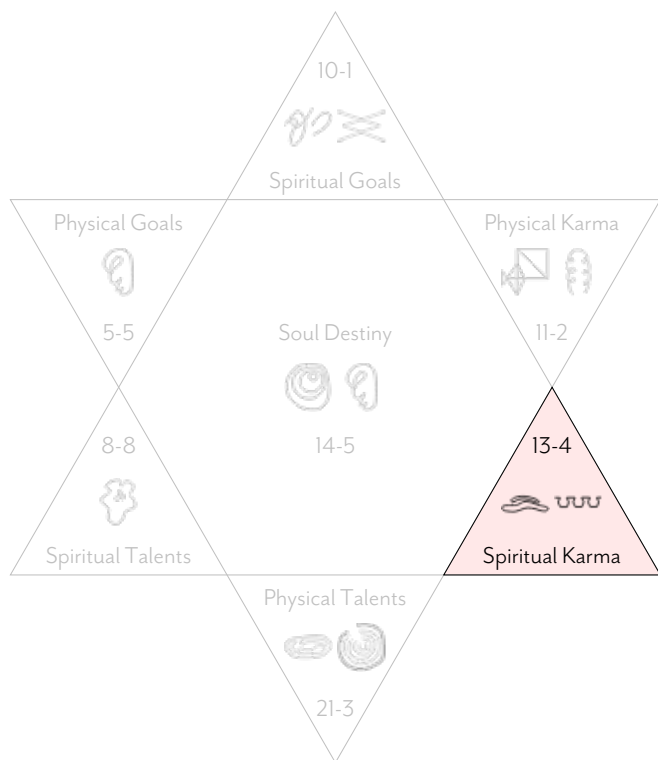 10-1
Spiritual Goals
Physical Goals
5-5
Physical Karma
11-2
Soul Destiny
14-5
8-8
Spiritual Talents
13-4
Spiritual Karma
Physical Talents
21-3